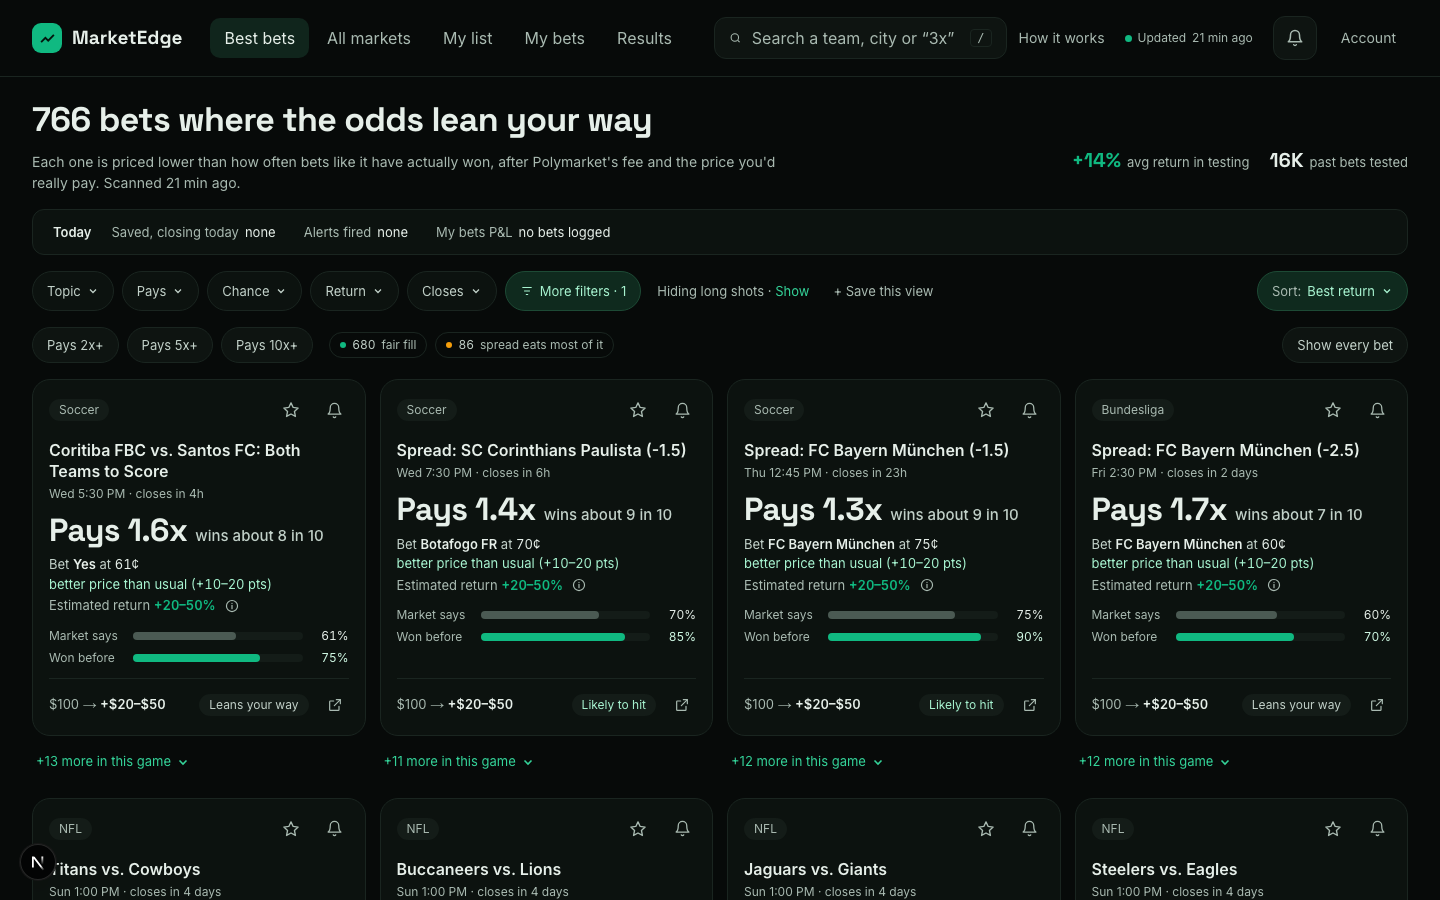 MarketEdge
Best bets
All markets
My list
My bets
Results
Search a team, city or “3x”
/
How it works
Updated 21 min ago
Account
766 bets where the odds lean your way
Each one is priced lower than how often bets like it have actually won, after Polymarket's fee and the price you'd
really pay. Scanned 21 min ago.
+14% avg return in testing
16K past bets tested
Today
Saved, closing today none
Alerts fired none
My bets P&L no bets logged
Topic
Pays
Chance
Return
Closes
More filters · 1
Hiding long shots · Show
+ Save this view
Sort: Best return
Pays 2x+
Pays 5x+
Pays 10x+
680 fair fill
86 spread eats most of it
Show every bet
Soccer
Coritiba FBC vs. Santos FC: Both
Teams to Score
Wed 5:30 PM · closes in 4h
Pays 1.6x wins about 8 in 10
Bet Yes at 61¢
better price than usual (+10–20 pts)
Estimated return +20–50%
Market says 61%
Won before 75%
$100 → +$20–$50
Leans your way
+13 more in this game
Soccer
Spread: SC Corinthians Paulista (-1.5)
Wed 7:30 PM · closes in 6h
Pays 1.4x wins about 9 in 10
Bet Botafogo FR at 70¢
better price than usual (+10–20 pts)
Estimated return +20–50%
Market says 70%
Won before 85%
$100 → +$20–$50
Likely to hit
+11 more in this game
Soccer
Spread: FC Bayern München (-1.5)
Thu 12:45 PM · closes in 23h
Pays 1.3x wins about 9 in 10
Bet FC Bayern München at 75¢
better price than usual (+10–20 pts)
Estimated return +20–50%
Market says 75%
Won before 90%
$100 → +$20–$50
Likely to hit
+12 more in this game
Bundesliga
Spread: FC Bayern München (-2.5)
Fri 2:30 PM · closes in 2 days
Pays 1.7x wins about 7 in 10
Bet FC Bayern München at 60¢
better price than usual (+10–20 pts)
Estimated return +20–50%
Market says 60%
Won before 70%
$100 → +$20–$50
Leans your way
+12 more in this game
NFL
Titans vs. Cowboys
Sun 1:00 PM · closes in 4 days
NFL
Buccaneers vs. Lions
Sun 1:00 PM · closes in 4 days
NFL
Jaguars vs. Giants
Sun 1:00 PM · closes in 4 days
NFL
Steelers vs. Eagles
Sun 1:00 PM · closes in 4 days
N